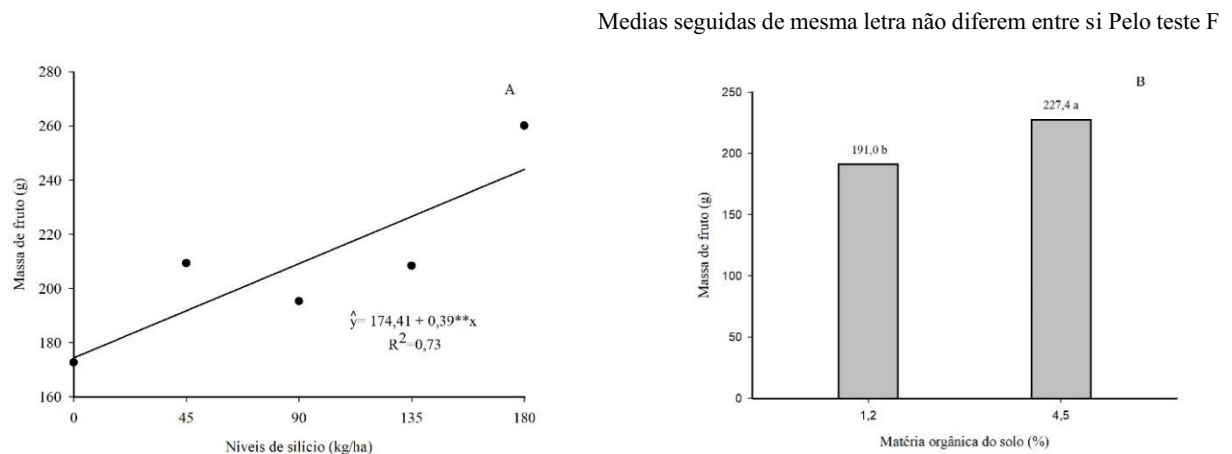 Medias seguidas de mesma letra não diferem entre si Pelo teste F
A
Massa de fruto (g)
280
260
240
220
200
180
160
0 45 90 135 180
Níveis de silício (kg/ha)
ŷ= 174,41 + 0,39**x
R²=0,73
B
Massa de fruto (g)
250
200
150
100
50
0
191,0 b
227,4 a
1,2 4,5
Matéria orgânica do solo (%)